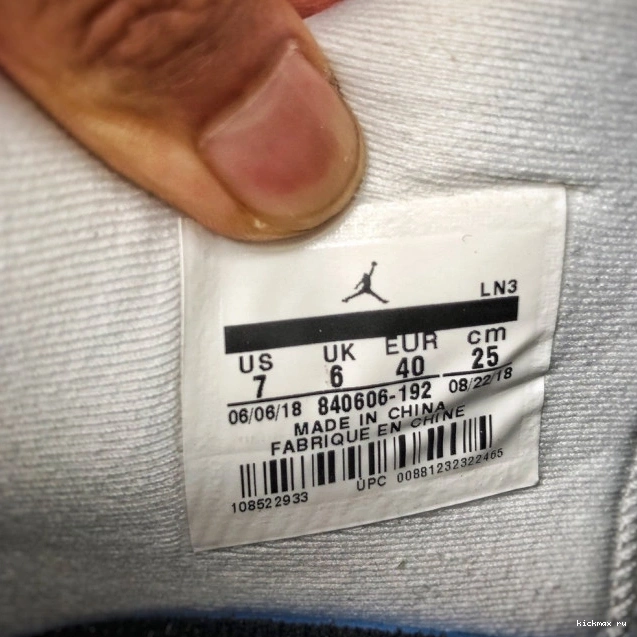 LN3
US UK EUR cm
7 6 40 25
06/06/18 840606-192 08/22/18
MADE IN CHINA
FABRIQUE EN CHINE
108522933 UPC 00881232322465
kickmax ru